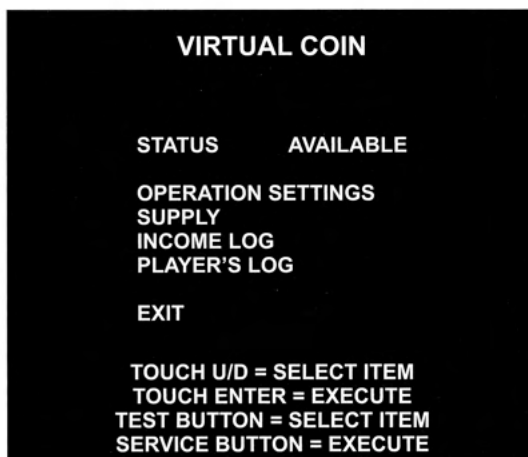 VIRTUAL COIN
STATUS AVAILABLE
OPERATION SETTINGS
SUPPLY
INCOME LOG
PLAYER'S LOG
EXIT
TOUCH U/D = SELECT ITEM
TOUCH ENTER = EXECUTE
TEST BUTTON = SELECT ITEM
SERVICE BUTTON = EXECUTE